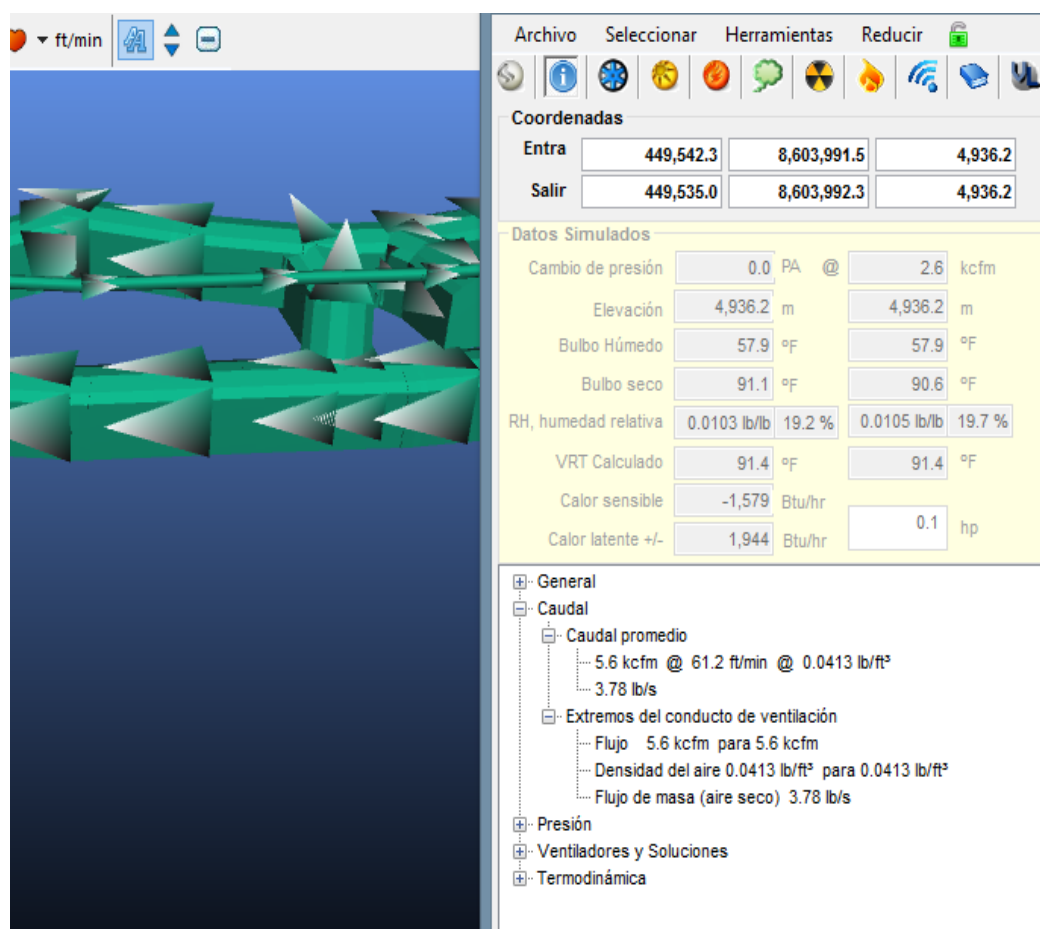 ft/min
Archivo Seleccionar Herramientas Reducir
Coordenadas
Entra 449,542.3 8,603,991.5 4,936.2
Salir 449,535.0 8,603,992.3 4,936.2
Datos Simulados
Cambio de presión 0.0 PA @ 2.6 kcfm
Elevación 4,936.2 m 4,936.2 m
Bulbo Húmedo 57.9 ºF 57.9 ºF
Bulbo seco 91.1 ºF 90.6 ºF
RH, humedad relativa 0.0103 lb/lb 19.2 % 0.0105 lb/lb 19.7 %
VRT Calculado 91.4 ºF 91.4 ºF
Calor sensible -1,579 Btu/hr
0.1 hp
Calor latente +/- 1,944 Btu/hr
General
Caudal
Caudal promedio
5.6 kcfm @ 61.2 ft/min @ 0.0413 lb/ft³
3.78 lb/s
Extremos del conducto de ventilación
Flujo 5.6 kcfm para 5.6 kcfm
Densidad del aire 0.0413 lb/ft³ para 0.0413 lb/ft³
Flujo de masa (aire seco) 3.78 lb/s
Presión
Ventiladores y Soluciones
Termodinámica